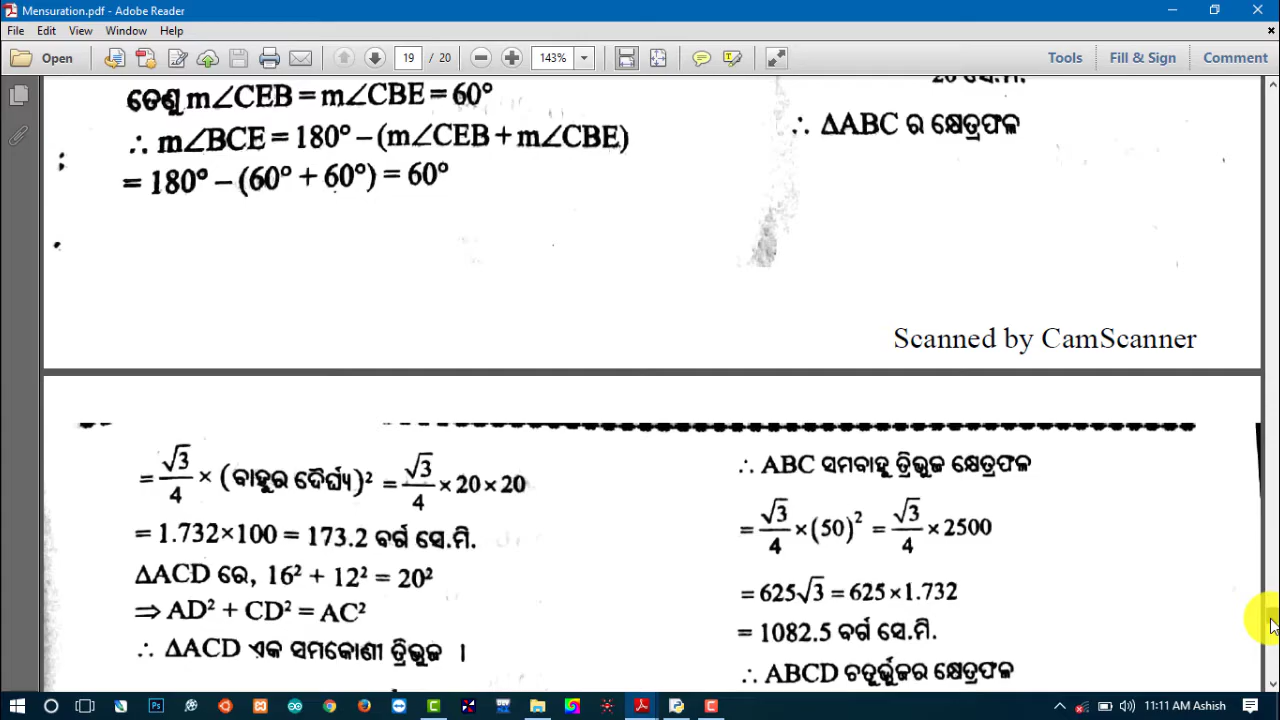 Mensuration.pdf - Adobe Reader
File Edit View Window Help
Open 19 / 20 143% Tools Fill & Sign Comment
ତେଣୁ m∠CEB = m∠CBE = 60°
∴ m∠BCE = 180° – (m∠CEB + m∠CBE)
= 180° – (60° + 60°) = 60°
∴ ΔABC ର କ୍ଷେତ୍ରଫଳ
Scanned by CamScanner
= √3/4 × (ବାହୁର ଦୈର୍ଘ୍ୟ)² = √3/4 × 20 × 20
= 1.732×100 = 173.2 ବର୍ଗ ସେ.ମି.
ΔACD ରେ, 16² + 12² = 20²
⇒ AD² + CD² = AC²
∴ ΔACD ଏକ ସମକୋଣୀ ତ୍ରିଭୁଜ ।
∴ ABC ସମବାହୁ ତ୍ରିଭୁଜ କ୍ଷେତ୍ରଫଳ
= √3/4 × (50)² = √3/4 × 2500
= 625√3 = 625 × 1.732
= 1082.5 ବର୍ଗ ସେ.ମି.
∴ ABCD ଚତୁର୍ଭୁଜର କ୍ଷେତ୍ରଫଳ
11:11 AM Ashish